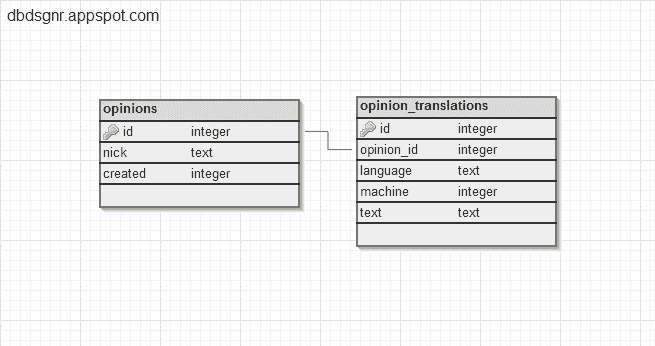 dbdsgnr.appspot.com
opinions
id integer
nick text
created integer
opinion_translations
id integer
opinion_id integer
language text
machine integer
text text